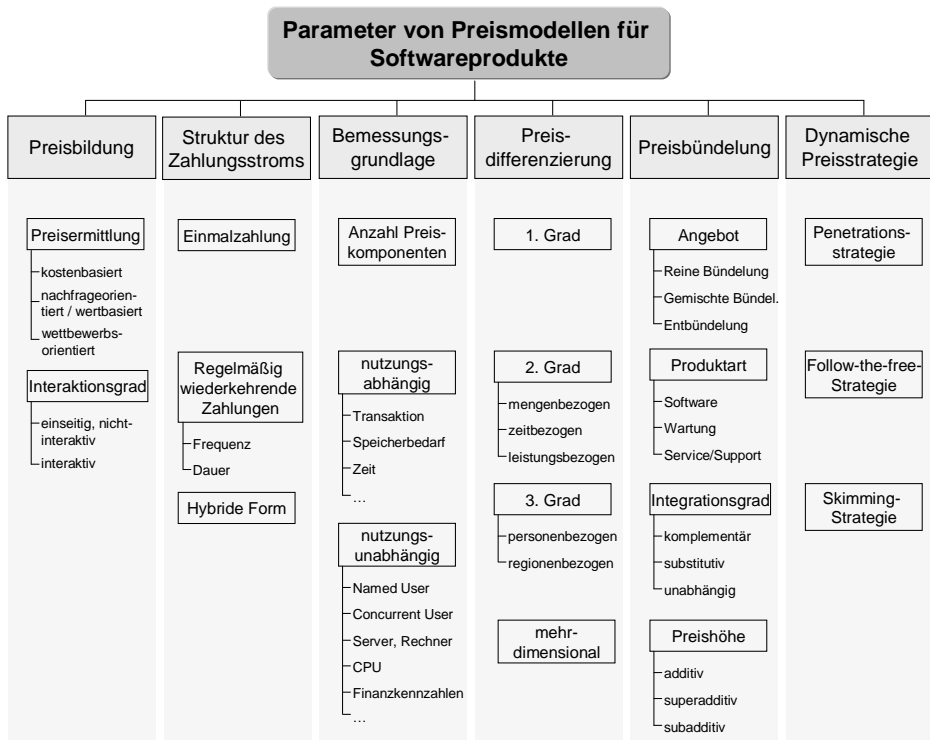 Parameter von Preismodellen für
Softwareprodukte
Preisbildung
Struktur des
Zahlungsstroms
Bemessungs-
grundlage
Preis-
differenzierung
Preisbündelung
Dynamische
Preisstrategie
Preisermittlung
kostenbasiert
nachfrageorien-
tiert / wertbasiert
wettbewerbs-
orientiert
Interaktionsgrad
einseitig, nicht-
interaktiv
interaktiv
Einmalzahlung
Regelmäßig
wiederkehrende
Zahlungen
Frequenz
Dauer
Hybride Form
Anzahl Preis-
komponenten
nutzungs-
abhängig
Transaktion
Speicherbedarf
Zeit
...
nutzungs-
unabhängig
Named User
Concurrent User
Server, Rechner
CPU
Finanzkennzahlen
...
1. Grad
2. Grad
mengenbezogen
zeitbezogen
leistungsbezogen
3. Grad
personenbezogen
regionenbezogen
mehr-
dimensional
Angebot
Reine Bündelung
Gemischte Bündel.
Entbündelung
Produktart
Software
Wartung
Service/Support
Integrationsgrad
komplementär
substitutiv
unabhängig
Preishöhe
additiv
superadditiv
subadditiv
Penetrations-
strategie
Follow-the-free-
Strategie
Skimming-
Strategie